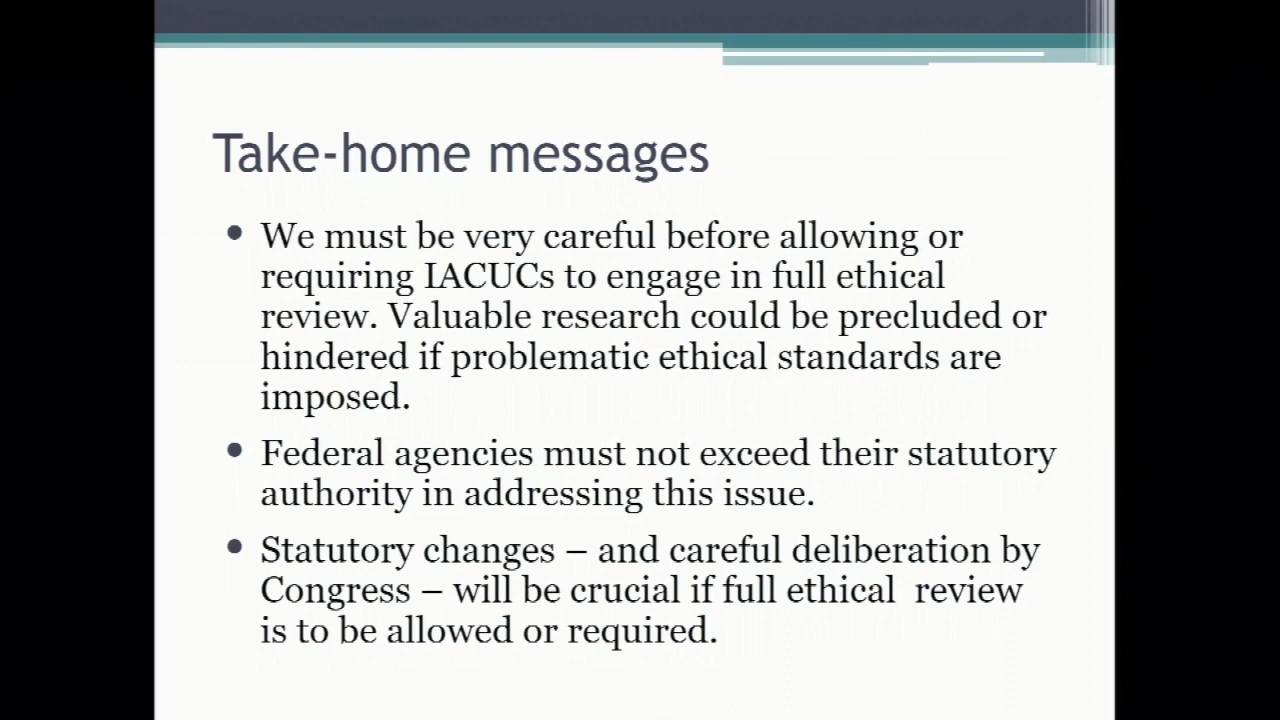 Take-home messages
• We must be very careful before allowing or
requiring IACUCs to engage in full ethical
review. Valuable research could be precluded or
hindered if problematic ethical standards are
imposed.
• Federal agencies must not exceed their statutory
authority in addressing this issue.
• Statutory changes – and careful deliberation by
Congress – will be crucial if full ethical  review
is to be allowed or required.